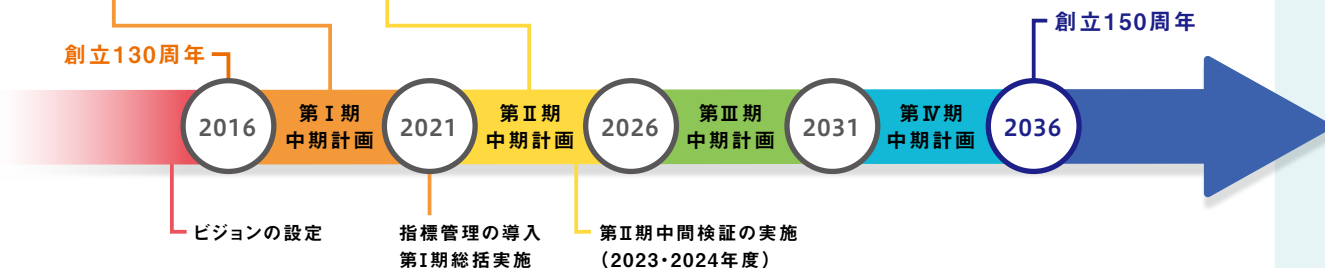 創立150周年
創立130周年
2016
第Ⅰ期
中期計画
2021
第Ⅱ期
中期計画
2026
第Ⅲ期
中期計画
2031
第Ⅳ期
中期計画
2036
ビジョンの設定
指標管理の導入
第Ⅰ期総括実施
第Ⅱ期中間検証の実施
（2023・2024年度）